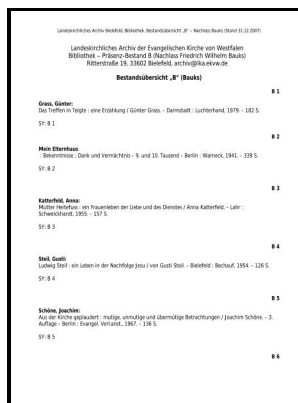 Landeskirchliches Archiv Bielefeld, Bibliothek, Bestandsübersicht „B" – Nachlass Bauks (Stand 31.12.2007)
Landeskirchliches Archiv der Evangelischen Kirche von Westfalen
Bibliothek – Präsenz-Bestand B (Nachlass Friedrich Wilhelm Bauks)
Ritterstraße 19, 33602 Bielefeld, archiv@lka.ekvw.de
Bestandsübersicht „B" (Bauks)
B 1
Grass, Günter:
Das Treffen in Telgte : eine Erzählung / Günter Grass. – Darmstadt : Luchterhand, 1979. – 182 S.
SY: B 1
B 2
Mein Elternhaus
: Bekenntnisse ; Dank und Vermächtnis – 9. und 10. Tausend – Berlin : Warneck, 1941. – 339 S.
SY: B 2
B 3
Katterfeld, Anna:
Mutter Heitefuss : ein Frauenleben der Liebe und des Dienstes / Anna Katterfeld. – Lahr :
Schweickhardt, 1955. – 157 S.
SY: B 3
B 4
Steil, Gusti:
Ludwig Steil : ein Leben in der Nachfolge Jesu / von Gusti Steil. – Bielefeld : Bechauf, 1954. – 126 S.
SY: B 4
B 5
Schöne, Joachim:
Aus der Kirche geplaudert : mutige, unmutige und übermütige Betrachtungen / Joachim Schöne. – 3.
Auflage – Berlin : Evangel. Verlanst., 1967. – 136 S.
SY: B 5
B 6